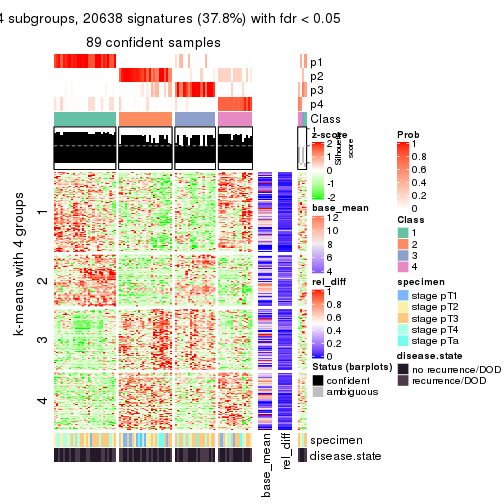 4 subgroups, 20638 signatures (37.8%) with fdr < 0.05
89 confident samples
p1
p2
p3
p4
Class
1
Silhouette
score
z-score
2
1
0
-1
-2
base_mean
12
10
8
6
4
rel_diff
1
0.8
0.6
0.4
0.2
0
Status (barplots)
confident
ambiguous
Prob
1
0.8
0.6
0.4
0.2
0
Class
1
2
3
4
specimen
stage pT1
stage pT2
stage pT3
stage pT4
stage pTa
disease.state
no recurrence/DOD
recurrence/DOD
k-means with 4 groups
1
2
3
4
base_mean
rel_diff
specimen
disease.state